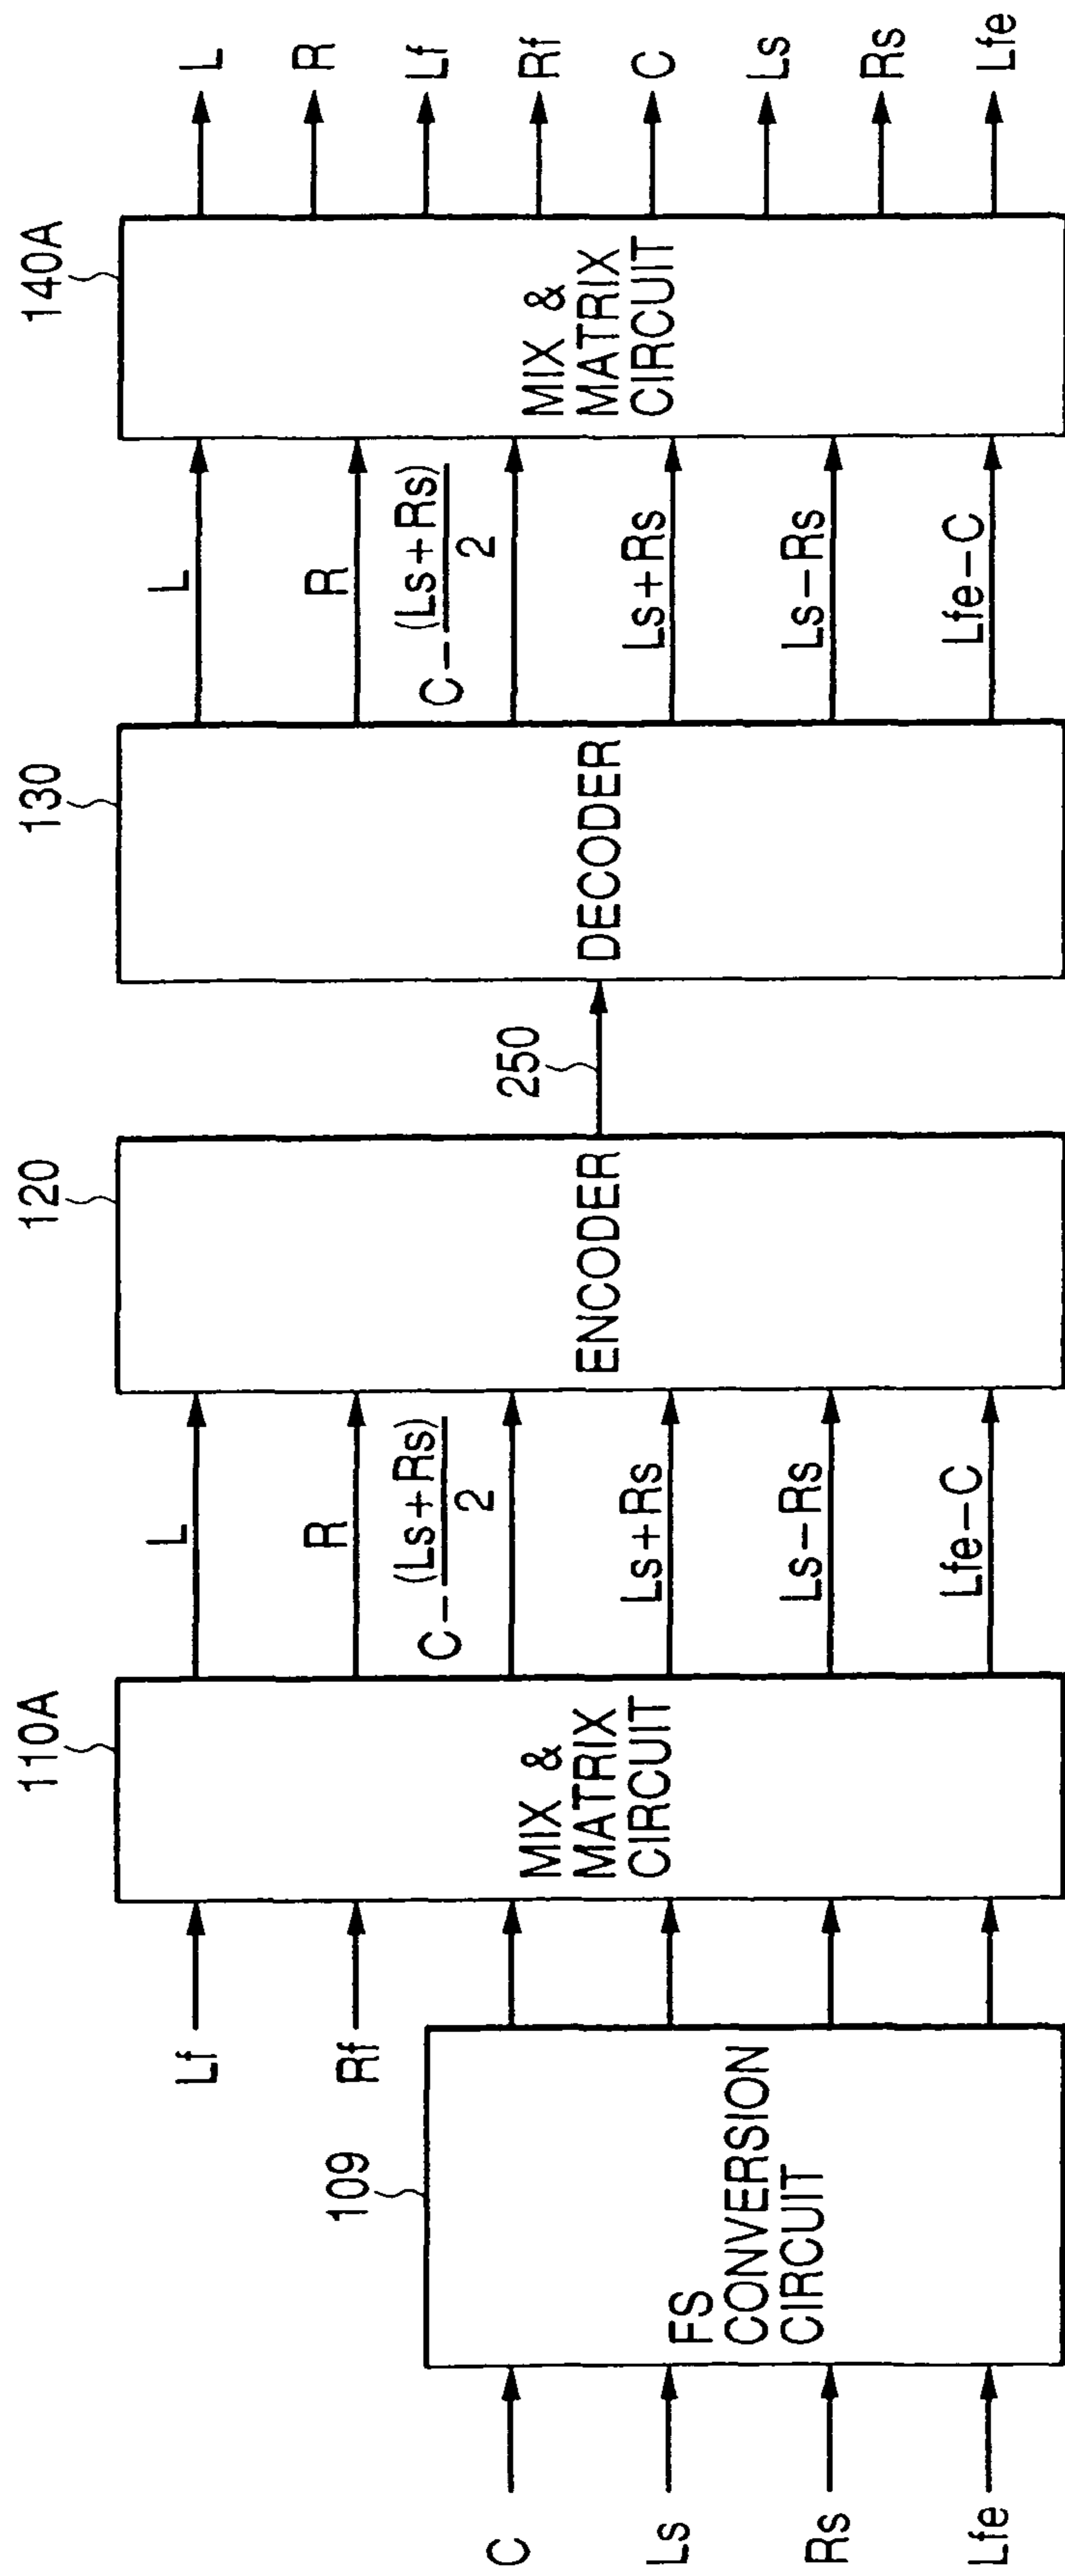 C
Ls
Rs
Lfe
109
FS
CONVERSION
CIRCUIT
Lf
Rf
110A
MIX &
MATRIX
CIRCUIT
L
R
C-(Ls+Rs)
2
Ls+Rs
Ls-Rs
Lfe-C
120
ENCODER
250
130
DECODER
L
R
C-(Ls+Rs)
2
Ls+Rs
Ls-Rs
Lfe-C
140A
MIX &
MATRIX
CIRCUIT
L
R
Lf
Rf
C
Ls
Rs
Lfe